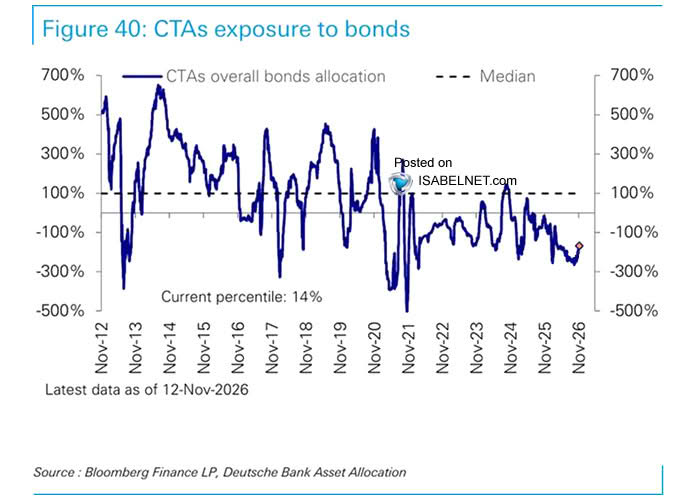 Figure 40: CTAs exposure to bonds
CTAs overall bonds allocation
Median
700%
500%
300%
100%
-100%
-300%
-500%
700%
500%
300%
100%
-100%
-300%
-500%
Posted on
ISABELNET.com
Current percentile: 14%
Nov-12
Nov-13
Nov-14
Nov-15
Nov-16
Nov-17
Nov-18
Nov-19
Nov-20
Nov-21
Nov-22
Nov-23
Nov-24
Nov-25
Nov-26
Latest data as of 12-Nov-2026
Source : Bloomberg Finance LP, Deutsche Bank Asset Allocation